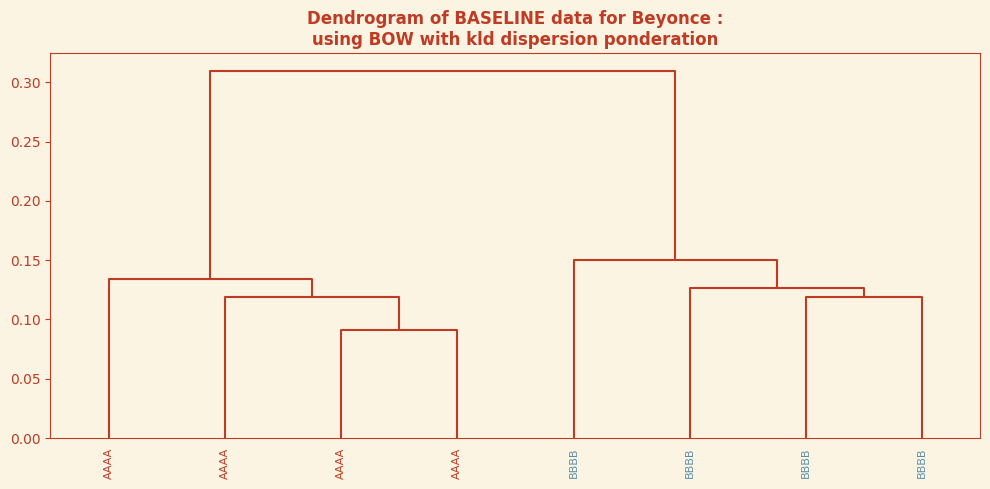 Dendrogram of BASELINE data for Beyonce :
using BOW with kld dispersion ponderation
0.30
0.25
0.20
0.15
0.10
0.05
0.00
AAAA
AAAA
AAAA
AAAA
BBBB
BBBB
BBBB
BBBB